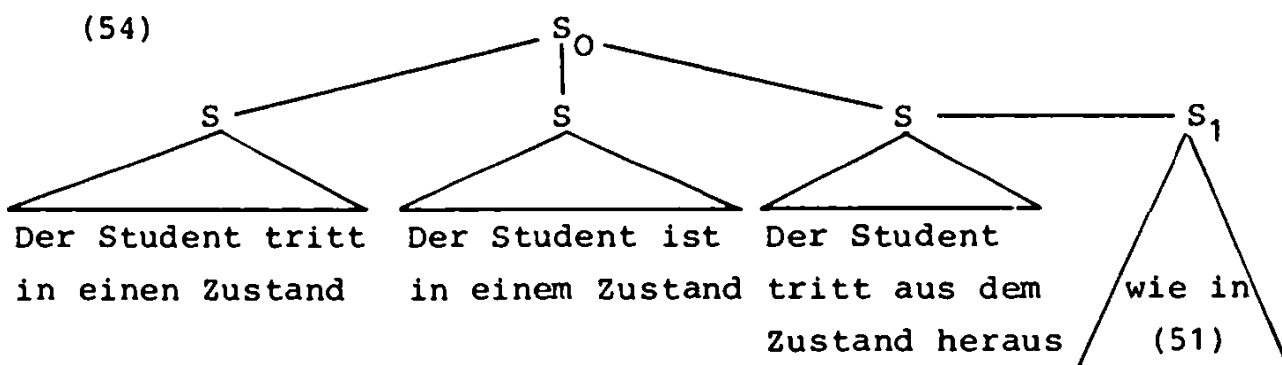 (54)
S0
S S S S1
Der Student tritt Der Student ist Der Student
in einen Zustand in einem Zustand tritt aus dem wie in
Zustand heraus (51)